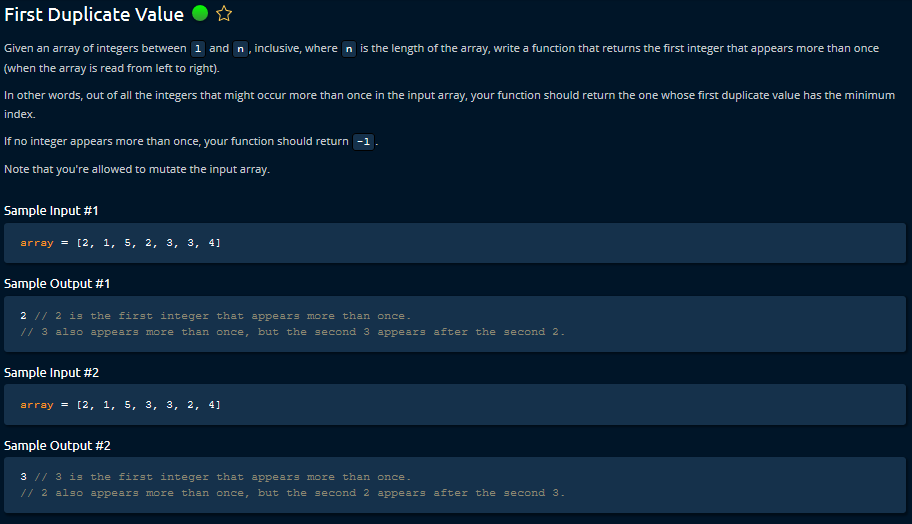 First Duplicate Value
Given an array of integers between 1 and n, inclusive, where n is the length of the array, write a function that returns the first integer that appears more than once
(when the array is read from left to right).
In other words, out of all the integers that might occur more than once in the input array, your function should return the one whose first duplicate value has the minimum
index.
If no integer appears more than once, your function should return -1.
Note that you're allowed to mutate the input array.
Sample Input #1
array = [2, 1, 5, 2, 3, 3, 4]
Sample Output #1
2 // 2 is the first integer that appears more than once.
// 3 also appears more than once, but the second 3 appears after the second 2.
Sample Input #2
array = [2, 1, 5, 3, 3, 2, 4]
Sample Output #2
3 // 3 is the first integer that appears more than once.
// 2 also appears more than once, but the second 2 appears after the second 3.